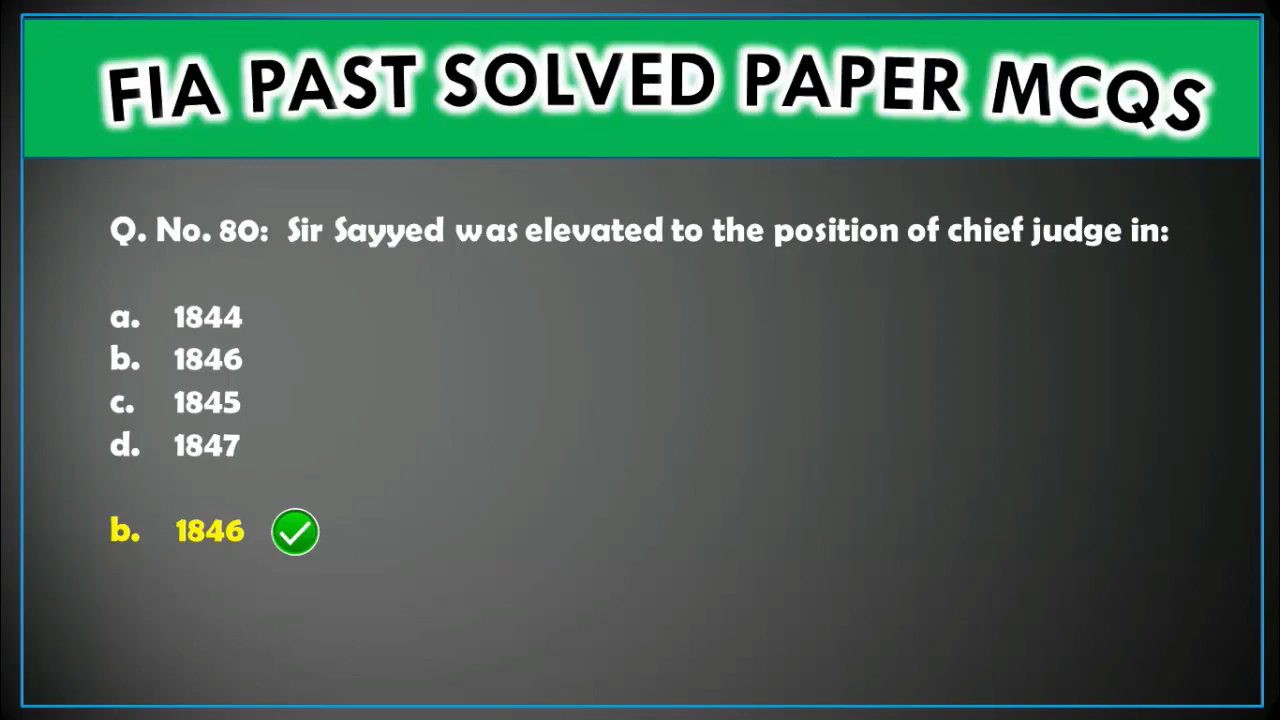 FIA PAST SOLVED PAPER MCQS
Q. No. 80: Sir Sayyed was elevated to the position of chief judge in:
a. 1844
b. 1846
c. 1845
d. 1847
b. 1846